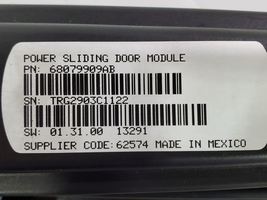 POWER SLIDING DOOR MODULE
PN: 68079909AB
SN: TRG2903C1122
SW: 01.31.00 13291
SUPPLIER CODE: 62574 MADE IN MEXICO